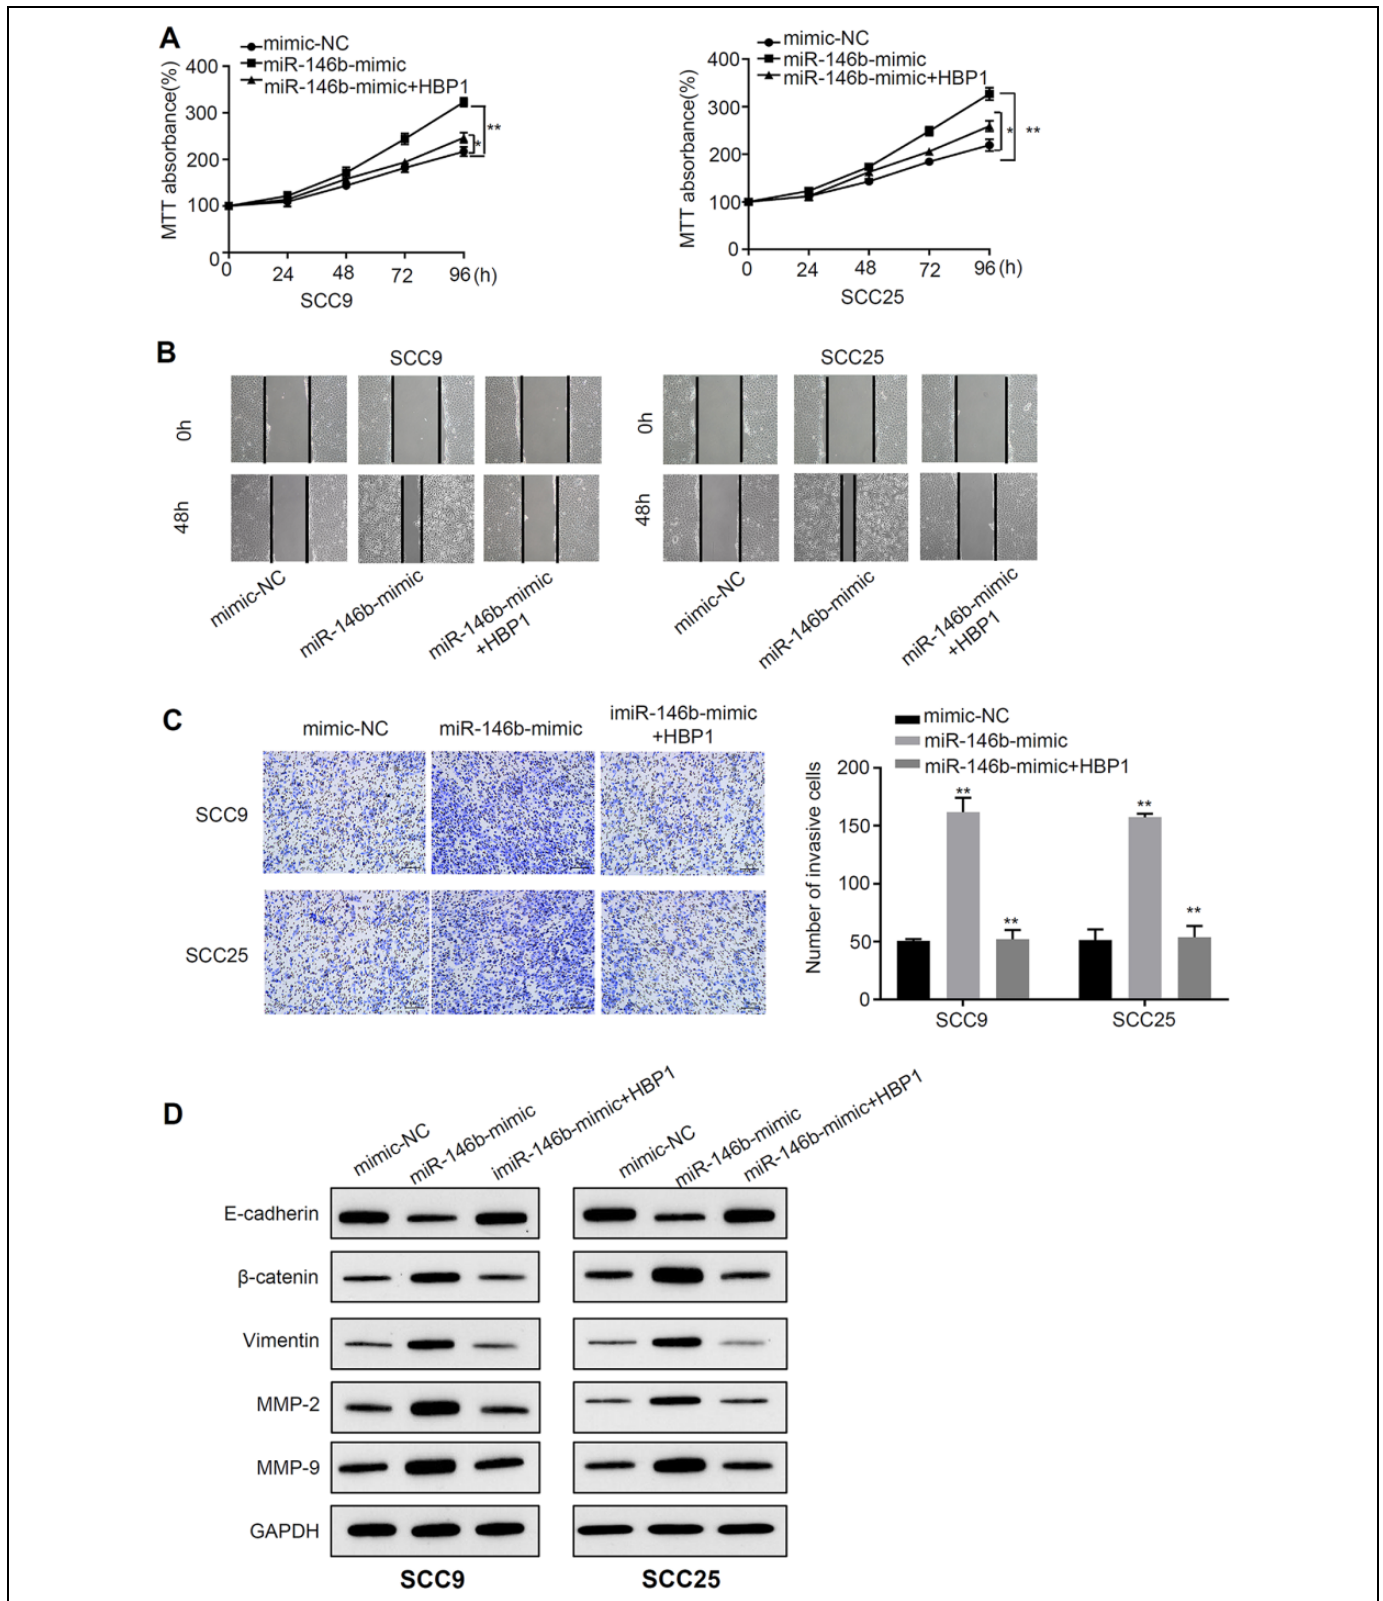 A
mimic-NC
miR-146b-mimic
miR-146b-mimic+HBP1
MTT absorbance(%)
400
300
200
100
0
**
*
0 24 48 72 96 (h)
SCC9
mimic-NC
miR-146b-mimic
miR-146b-mimic+HBP1
MTT absorbance(%)
400
300
200
100
0
* **
0 24 48 72 96 (h)
SCC25
B
SCC9
SCC25
0h
0h
48h
48h
mimic-NC
miR-146b-mimic
miR-146b-mimic
+HBP1
mimic-NC
miR-146b-mimic
miR-146b-mimic
+HBP1
C
mimic-NC
miR-146b-mimic
imiR-146b-mimic
+HBP1
SCC9
SCC25
mimic-NC
miR-146b-mimic
miR-146b-mimic+HBP1
Number of invasive cells
200
150
100
50
0
**
**
**
**
SCC9
SCC25
D
mimic-NC
miR-146b-mimic
imiR-146b-mimic+HBP1
mimic-NC
miR-146b-mimic
miR-146b-mimic+HBP1
E-cadherin
β-catenin
Vimentin
MMP-2
MMP-9
GAPDH
SCC9
SCC25